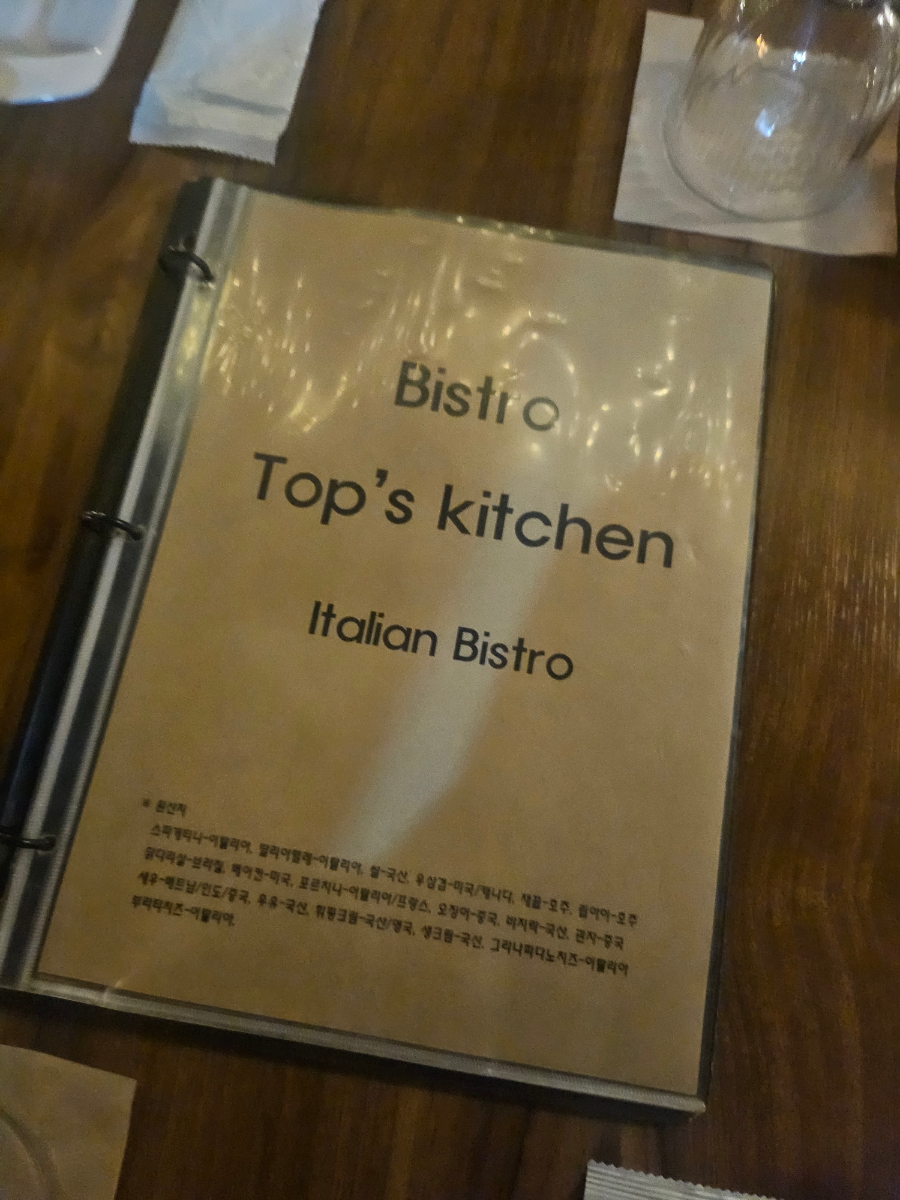 Bistro
Top's kitchen
Italian Bistro
※ 원산지
스파게티니-이탈리아, 딸리아텔레-이탈리아, 쌀-국산, 우삼겹-미국/캐나다, 채끝-호주, 립아이-호주
닭다리살-브라질, 베이컨-미국, 포르치니-이탈리아/프랑스, 오징어-중국, 바지락-국산, 관자-중국
새우-베트남/인도/중국, 우유-국산, 휘핑크림-국산/영국, 생크림-국산, 그라나파다노치즈-이탈리아
부라타치즈-이탈리아,